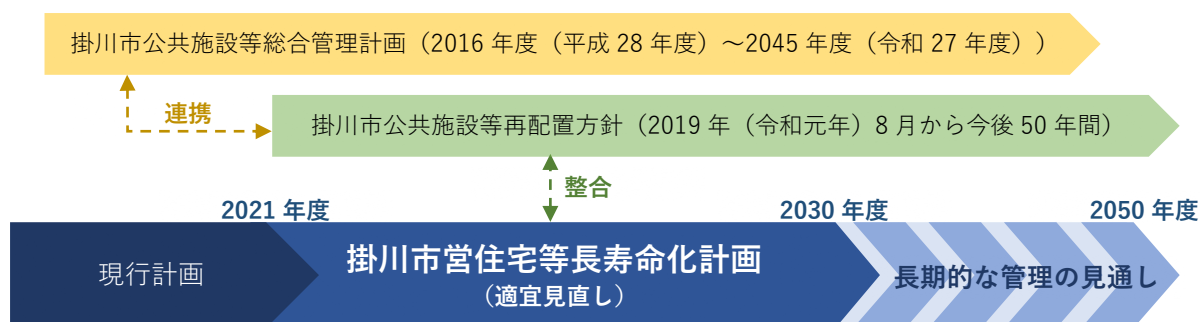 掛川市公共施設等総合管理計画（2016 年度（平成 28 年度）～2045 年度（令和 27 年度））
連携
掛川市公共施設等再配置方針（2019 年（令和元年）8 月から今後 50 年間）
整合
2021 年度
2030 年度
2050 年度
現行計画
掛川市営住宅等長寿命化計画
（適宜見直し）
長期的な管理の見通し